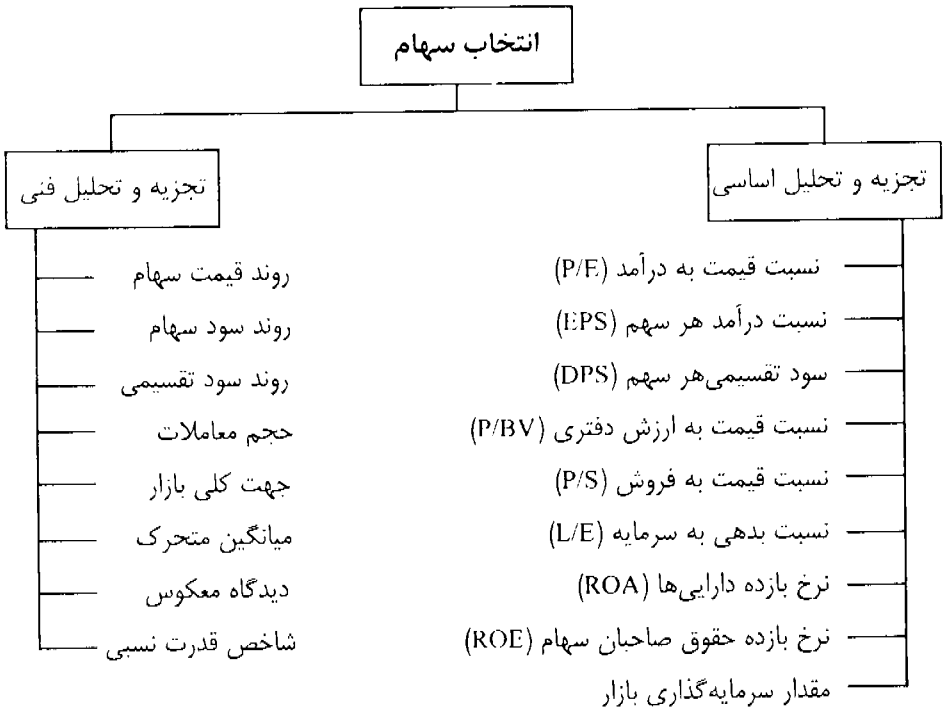 انتخاب سهام
تجزیه و تحلیل اساسی
نسبت قیمت به درآمد (P/E)
نسبت درآمد هر سهم (EPS)
سود تقسیمی‌هر سهم (DPS)
نسبت قیمت به ارزش دفتری (P/BV)
نسبت قیمت به فروش (P/S)
نسبت بدهی به سرمایه (L/E)
نرخ بازده دارایی‌ها (ROA)
نرخ بازده حقوق صاحبان سهام (ROE)
مقدار سرمایه‌گذاری بازار
تجزیه و تحلیل فنی
روند قیمت سهام
روند سود سهام
روند سود تقسیمی
حجم معاملات
جهت کلی بازار
میانگین متحرک
دیدگاه معکوس
شاخص قدرت نسبی